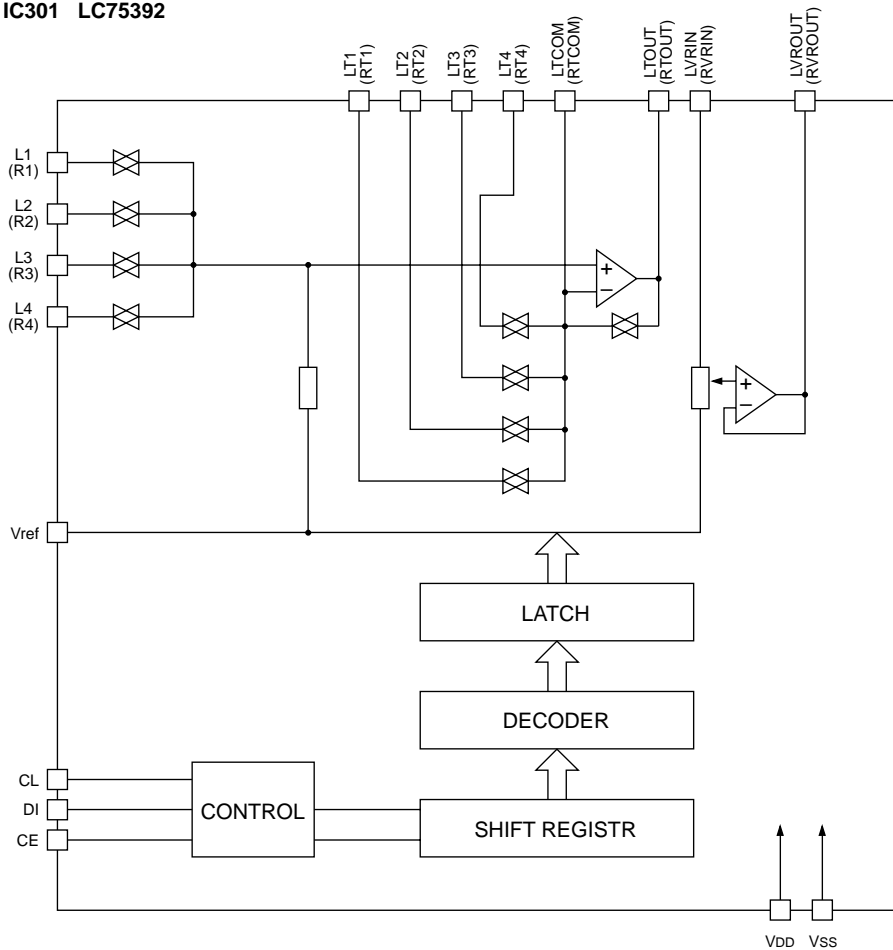 IC301 LC75392
LT1
(RT1)
LT2
(RT2)
LT3
(RT3)
LT4
(RT4)
LTCOM
(RTCOM)
LTOUT
(RTOUT)
LVRIN
(RVRIN)
LVROUT
(RVROUT)
L1
(R1)
L2
(R2)
L3
(R3)
L4
(R4)
+
−
+
−
Vref
LATCH
DECODER
CL
DI
CE
CONTROL
SHIFT REGISTR
VDD VSS